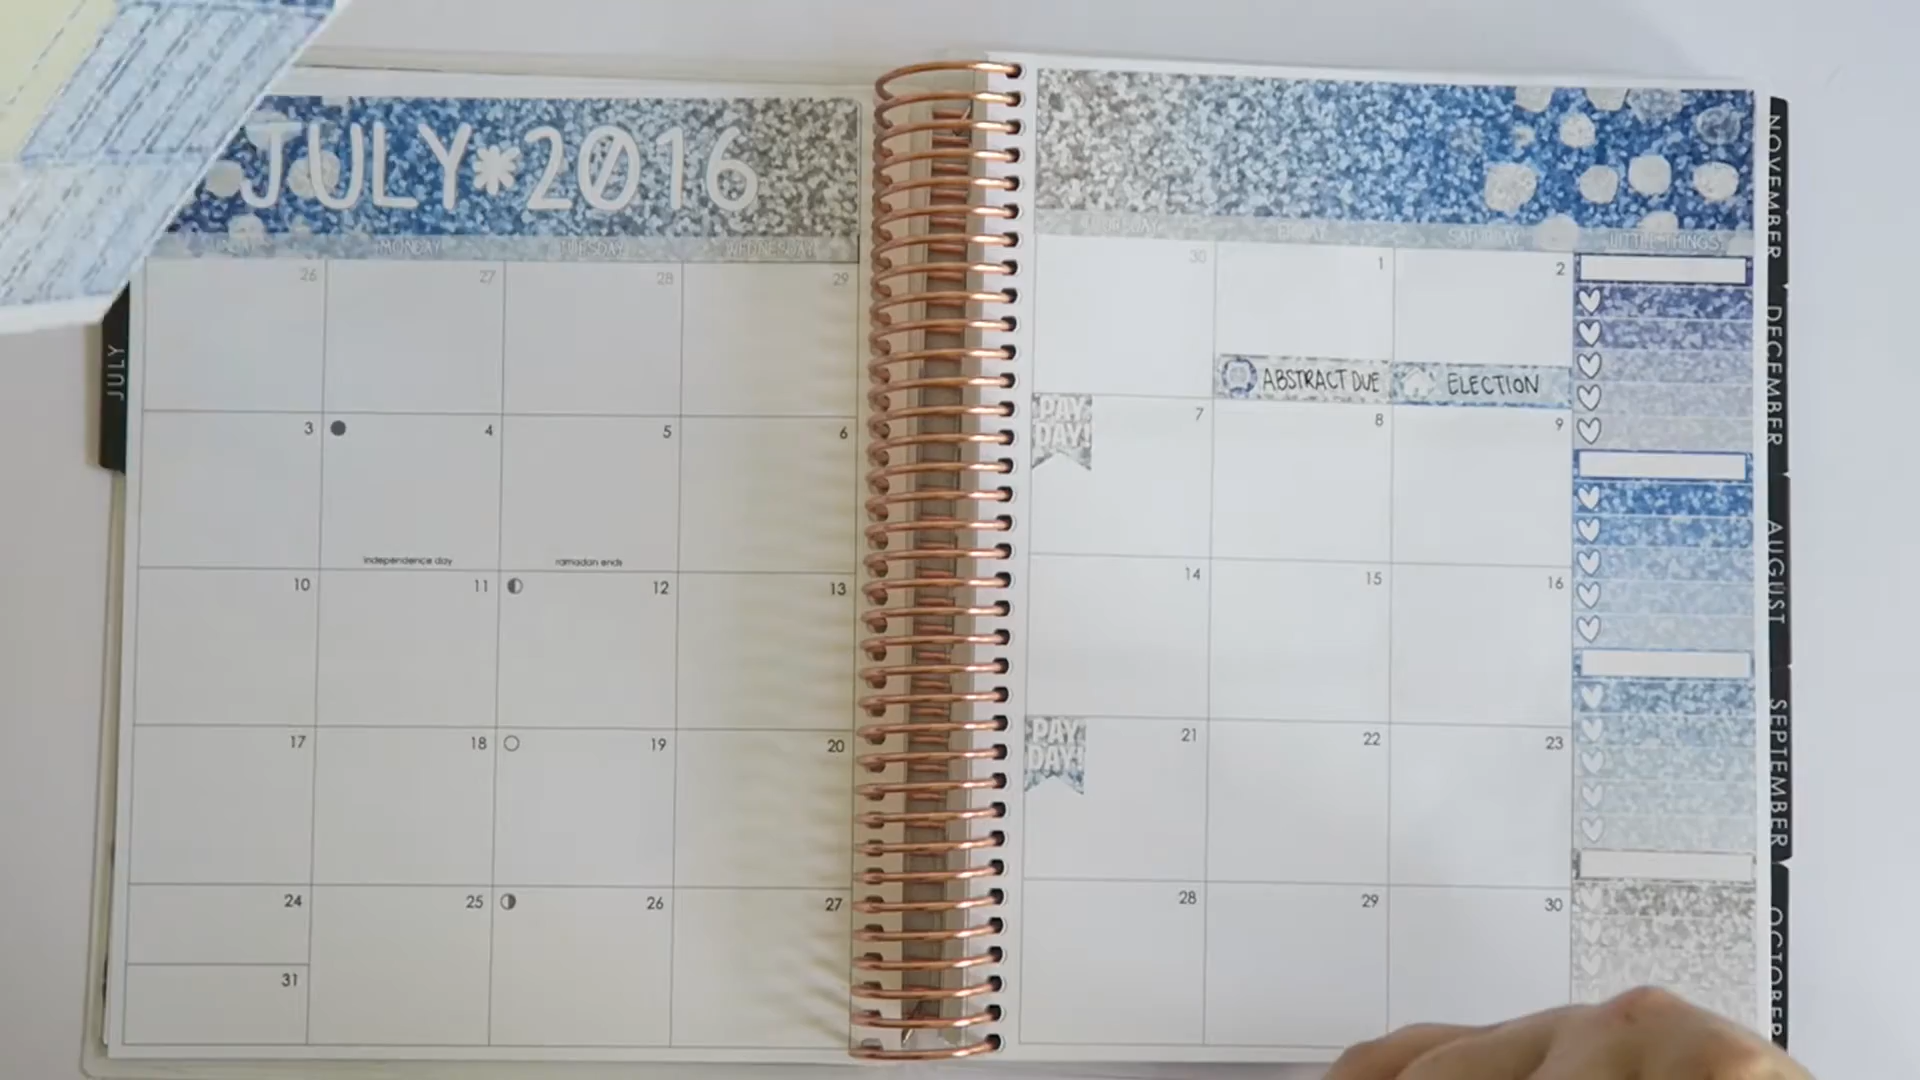 JULY*2016
MONDAY TUESDAY WEDNESDAY
THURSDAY FRIDAY SATURDAY LITTLE THINGS
26 27 28 29 30 1 2
ABSTRACT DUE ELECTION
3 4 5 6 7 8 9
PAY
DAY!
independence day ramadan ends
10 11 12 13 14 15 16
17 18 19 20 21 22 23
PAY
DAY!
24 25 26 27 28 29 30
31
JULY
NOVEMBER
DECEMBER
AUGUST
SEPTEMBER
OCTOBER